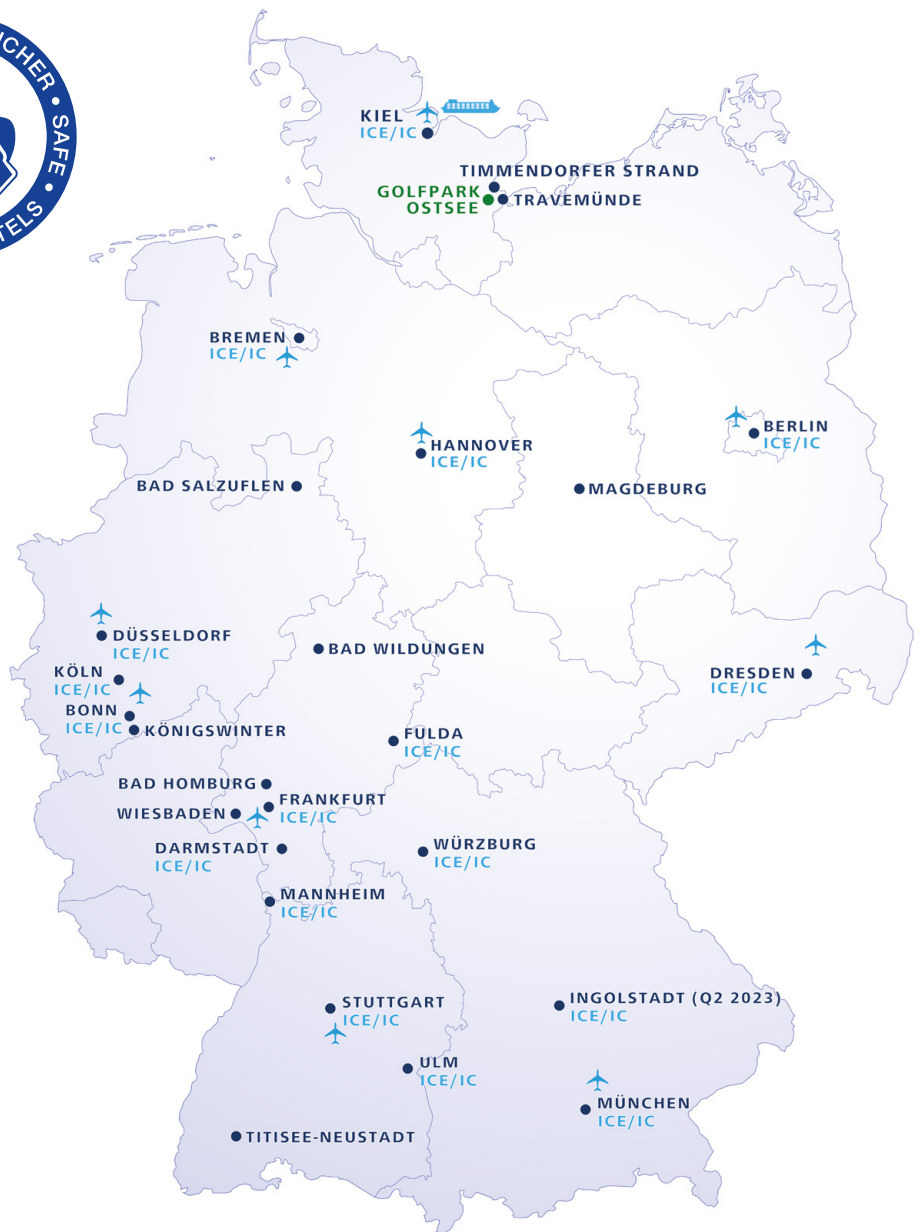 ICHER • SAFE •
TELS
KIEL
ICE/IC
TIMMENDORFER STRAND
GOLFPARK
OSTSEE
TRAVEMÜNDE
BREMEN
ICE/IC
HANNOVER
ICE/IC
BERLIN
ICE/IC
BAD SALZUFLEN
MAGDEBURG
DÜSSELDORF
ICE/IC
BAD WILDUNGEN
KÖLN
ICE/IC
DRESDEN
ICE/IC
BONN
ICE/IC
KÖNIGSWINTER
FULDA
ICE/IC
BAD HOMBURG
FRANKFURT
ICE/IC
WIESBADEN
DARMSTADT
ICE/IC
WÜRZBURG
ICE/IC
MANNHEIM
ICE/IC
STUTTGART
ICE/IC
INGOLSTADT (Q2 2023)
ICE/IC
ULM
ICE/IC
MÜNCHEN
ICE/IC
TITISEE-NEUSTADT